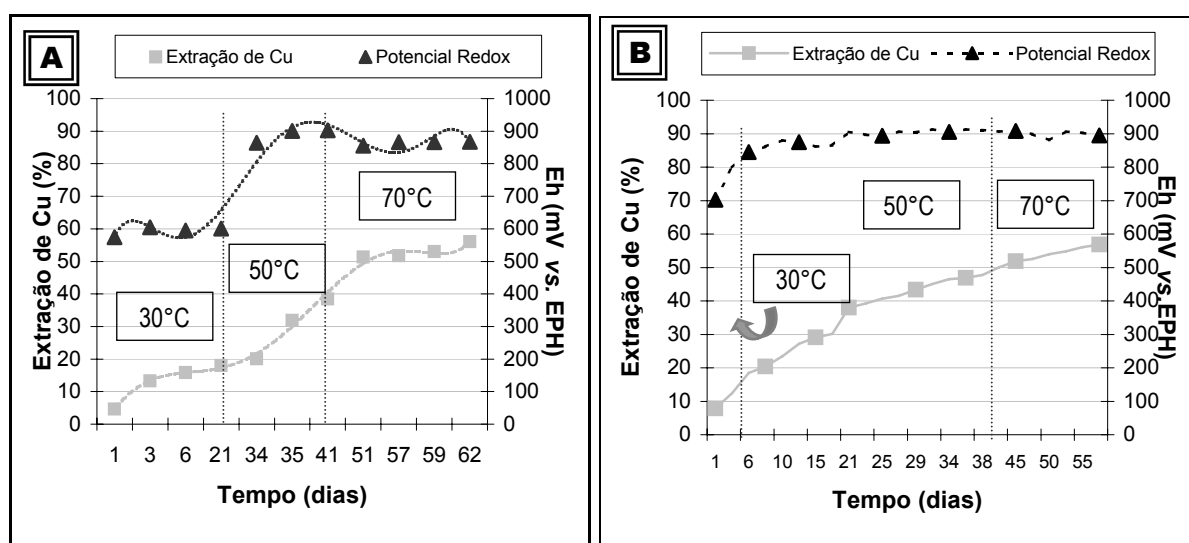 A
Extração de Cu
Potencial Redox
Extração de Cu (%)
100
90
80
70
60
50
40
30
20
10
0
30°C
50°C
70°C
1000
900
800
700
600
500
400
300
200
100
0
Eh (mV vs. EPH)
1 3 6 21 34 35 41 51 57 59 62
Tempo (dias)
B
Extração de Cu
Potencial Redox
Extração de Cu (%)
100
90
80
70
60
50
40
30
20
10
0
30°C
50°C
70°C
1000
900
800
700
600
500
400
300
200
100
0
Eh (mV vs.EPH)
1 6 10 15 21 25 29 34 38 45 50 55
Tempo (dias)